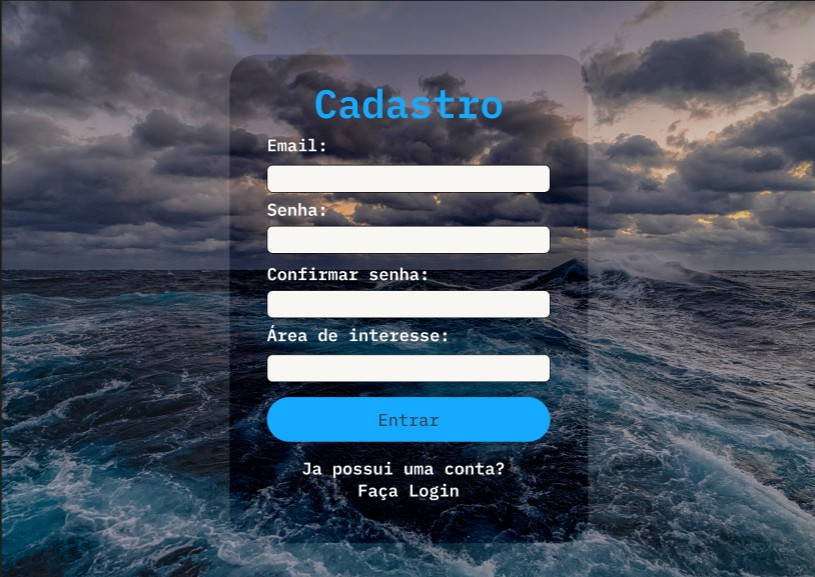 Cadastro
Email:
Senha:
Confirmar senha:
Área de interesse:
Entrar
Ja possui uma conta?
Faça Login